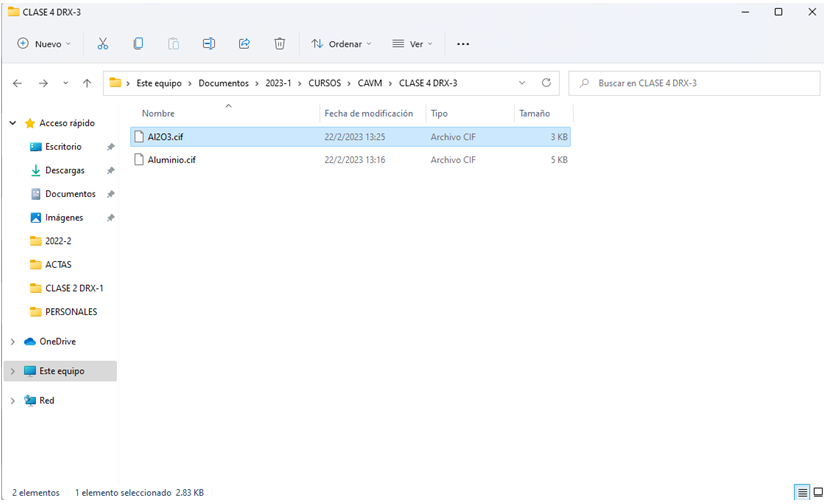 CLASE 4 DRX-3
Nuevo Ordenar Ver
Este equipo Documentos 2023-1 CURSOS CAVM CLASE 4 DRX-3 Buscar en CLASE 4 DRX-3
Nombre Fecha de modificación Tipo Tamaño
Al2O3.cif 22/2/2023 13:25 Archivo CIF 3 KB
Aluminio.cif 22/2/2023 13:16 Archivo CIF 5 KB
Acceso rápido
Escritorio
Descargas
Documentos
Imágenes
2022-2
ACTAS
CLASE 2 DRX-1
PERSONALES
OneDrive
Este equipo
Red
2 elementos 1 elemento seleccionado 2.83 KB